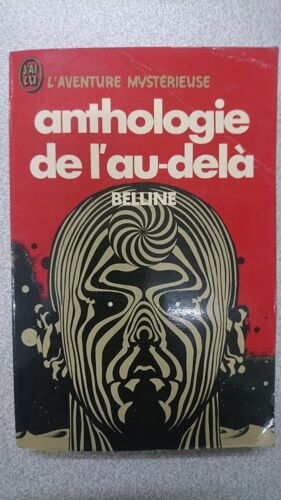 J'AI
LU
L'AVENTURE MYSTÉRIEUSE
anthologie
de l'au-delà
BELLINE